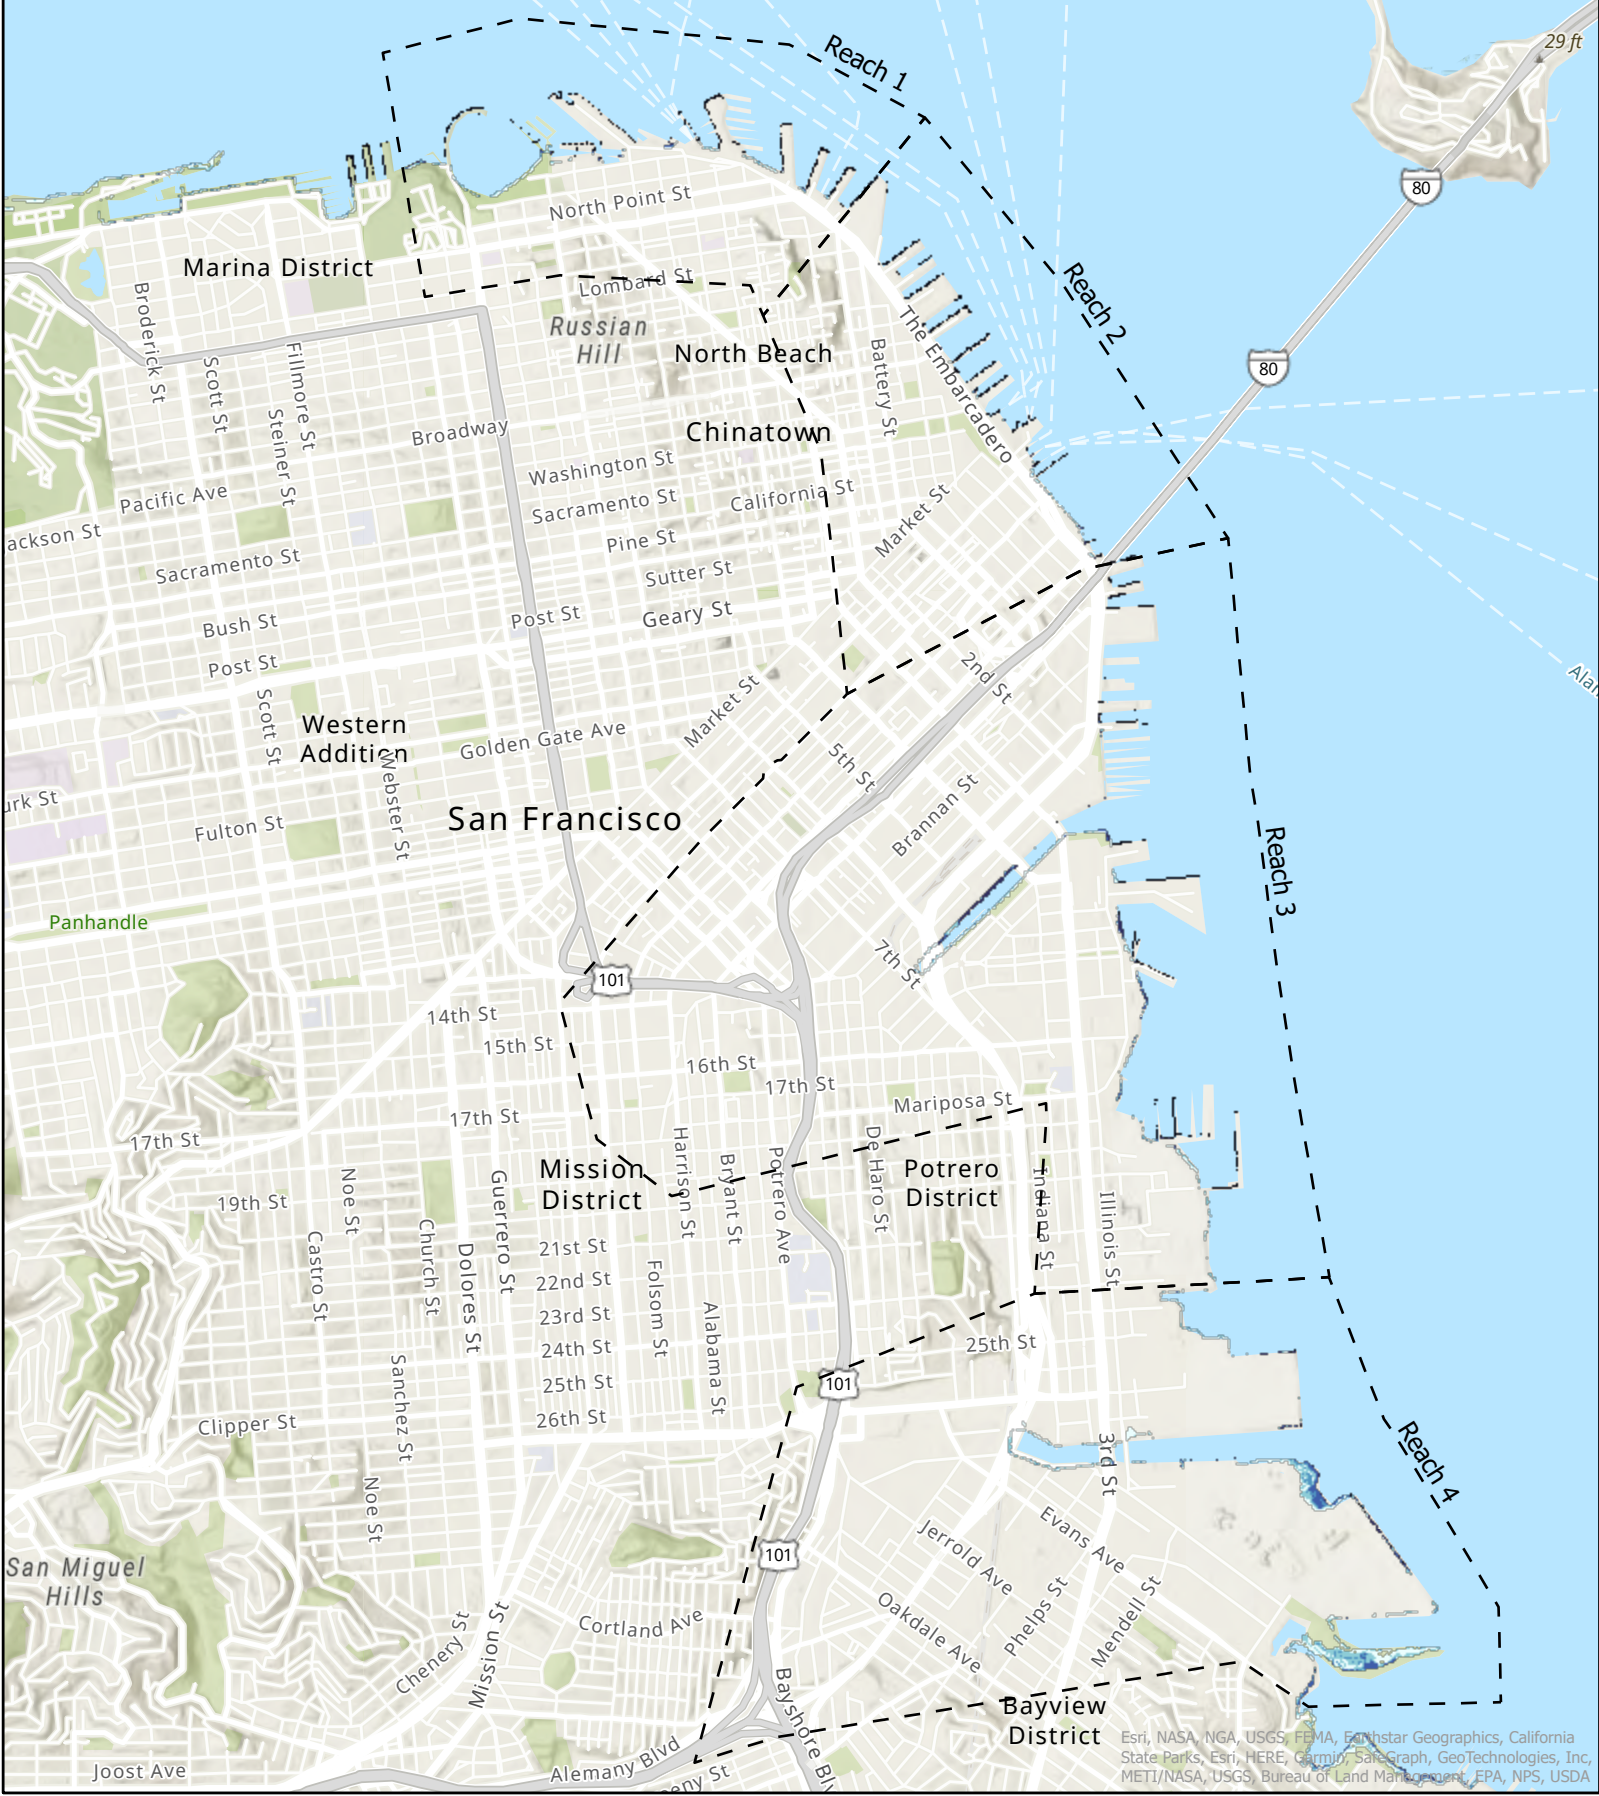 Reach 1
29 ft
80
North Point St
Marina District
Lombard St
Reach 2
Broderick St
Russian
Hill
North Beach
The Embarcadero
80
Scott St
Fillmore St
Battery St
Steiner St
Broadway
Chinatown
Washington St
Pacific Ave
Sacramento St
California St
Market St
ackson St
Pine St
Sacramento St
Sutter St
Bush St
Post St
Geary St
Post St
2nd St
Alam
Scott St
Western
Addition
Market St
Golden Gate Ave
5th St
Webster St
urk St
San Francisco
Fulton St
Brannan St
Reach 3
Panhandle
7th St
101
14th St
15th St
16th St
17th St
Mariposa St
17th St
17th St
Harrison St
Bryant St
Potrero Ave
De Haro St
Mission
District
Potrero
District
Indiana St
Illinois St
19th St
Noe St
Guerrero St
Castro St
Church St
Dolores St
21st St
22nd St
23rd St
24th St
25th St
26th St
Folsom St
Alabama St
25th St
101
Sanchez St
Clipper St
3rd St
Reach 4
Noe St
Evans Ave
Jerrold Ave
101
San Miguel
Hills
Phelps St
Mendell St
Oakdale Ave
Cortland Ave
Chenery St
Mission St
Bayshore Blv
Bayview
District
Joost Ave
Alemany Blvd
eny St
Esri, NASA, NGA, USGS, FEMA, Earthstar Geographics, California
State Parks, Esri, HERE, Garmin, SafeGraph, GeoTechnologies, Inc,
METI/NASA, USGS, Bureau of Land Management, EPA, NPS, USDA